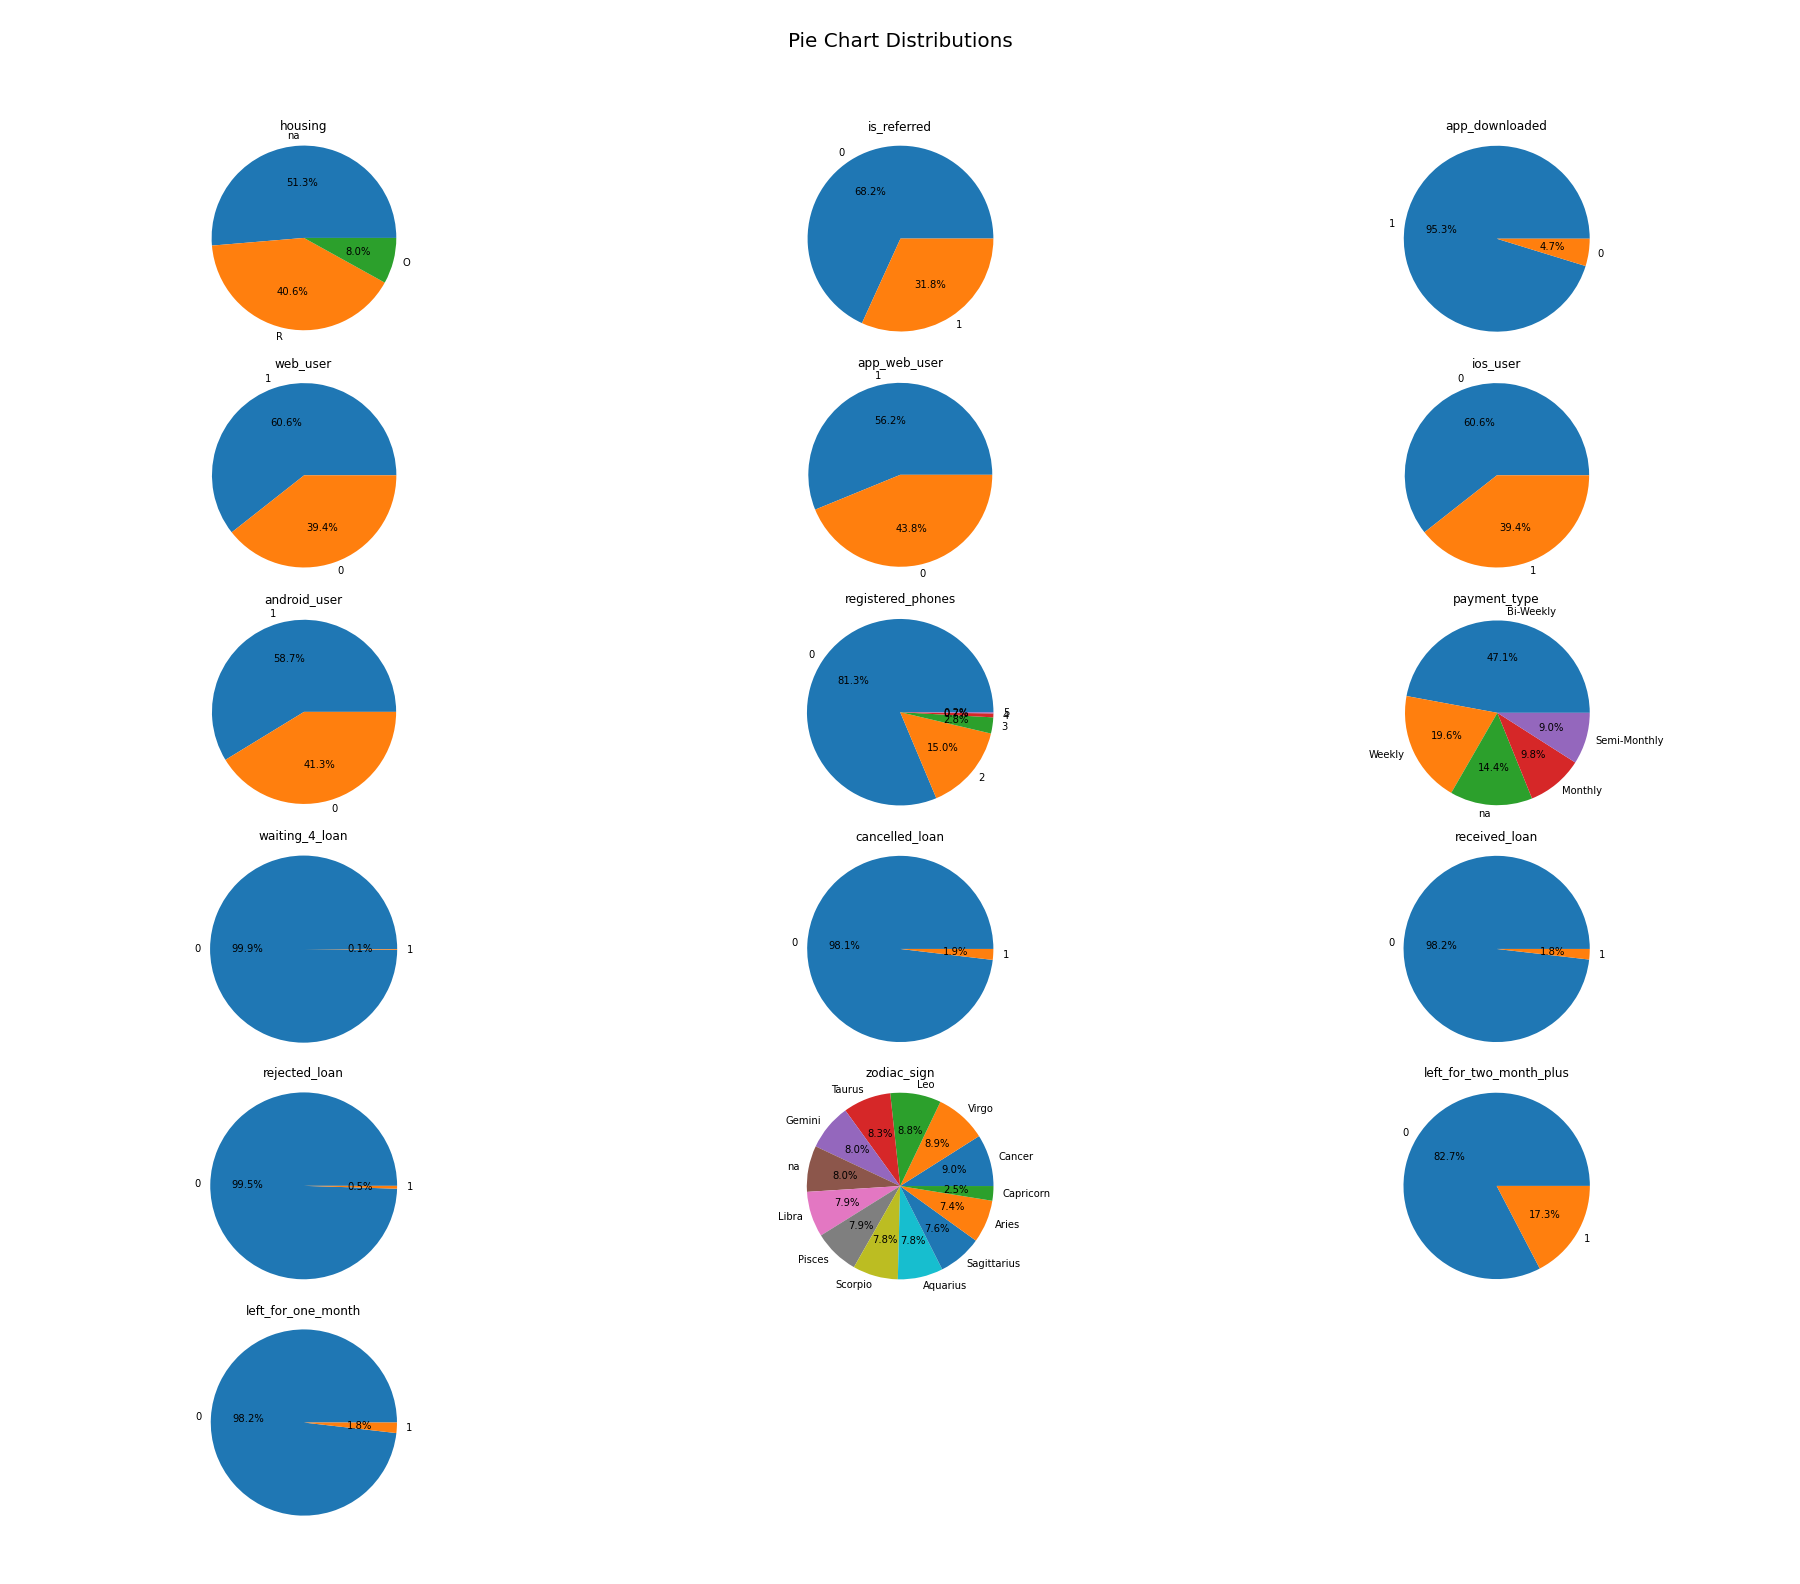 Pie Chart Distributions
housing
na
51.3%
8.0%
O
40.6%
R
is_referred
0
68.2%
31.8%
1
app_downloaded
1
95.3%
4.7%
0
web_user
1
60.6%
39.4%
0
app_web_user
1
56.2%
43.8%
0
ios_user
0
60.6%
39.4%
1
android_user
1
58.7%
41.3%
0
registered_phones
0
81.3%
5
4
2.8%
3
15.0%
2
payment_type
Bi-Weekly
47.1%
19.6%
Weekly
14.4%
na
9.8%
Monthly
9.0%
Semi-Monthly
waiting_4_loan
0
99.9%
0.1%
1
cancelled_loan
0
98.1%
1.9%
1
received_loan
0
98.2%
1.8%
1
rejected_loan
0
99.5%
0.5%
1
zodiac_sign
Cancer
9.0%
Virgo
8.9%
Leo
8.8%
Taurus
8.3%
Gemini
8.0%
na
8.0%
Libra
7.9%
Pisces
7.9%
Scorpio
7.8%
Aquarius
7.8%
Sagittarius
7.6%
Aries
7.4%
Capricorn
2.5%
left_for_two_month_plus
0
82.7%
17.3%
1
left_for_one_month
0
98.2%
1.8%
1